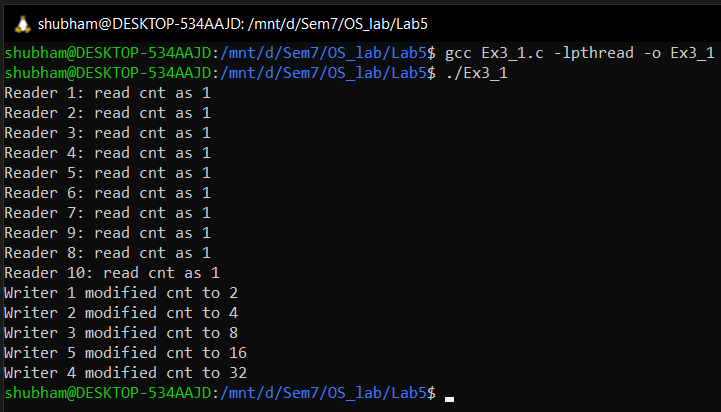 shubham@DESKTOP-534AAJD: /mnt/d/Sem7/OS_lab/Lab5
shubham@DESKTOP-534AAJD:/mnt/d/Sem7/OS_lab/Lab5$ gcc Ex3_1.c -lpthread -o Ex3_1
shubham@DESKTOP-534AAJD:/mnt/d/Sem7/OS_lab/Lab5$ ./Ex3_1
Reader 1: read cnt as 1
Reader 2: read cnt as 1
Reader 3: read cnt as 1
Reader 4: read cnt as 1
Reader 5: read cnt as 1
Reader 6: read cnt as 1
Reader 7: read cnt as 1
Reader 9: read cnt as 1
Reader 8: read cnt as 1
Reader 10: read cnt as 1
Writer 1 modified cnt to 2
Writer 2 modified cnt to 4
Writer 3 modified cnt to 8
Writer 5 modified cnt to 16
Writer 4 modified cnt to 32
shubham@DESKTOP-534AAJD:/mnt/d/Sem7/OS_lab/Lab5$